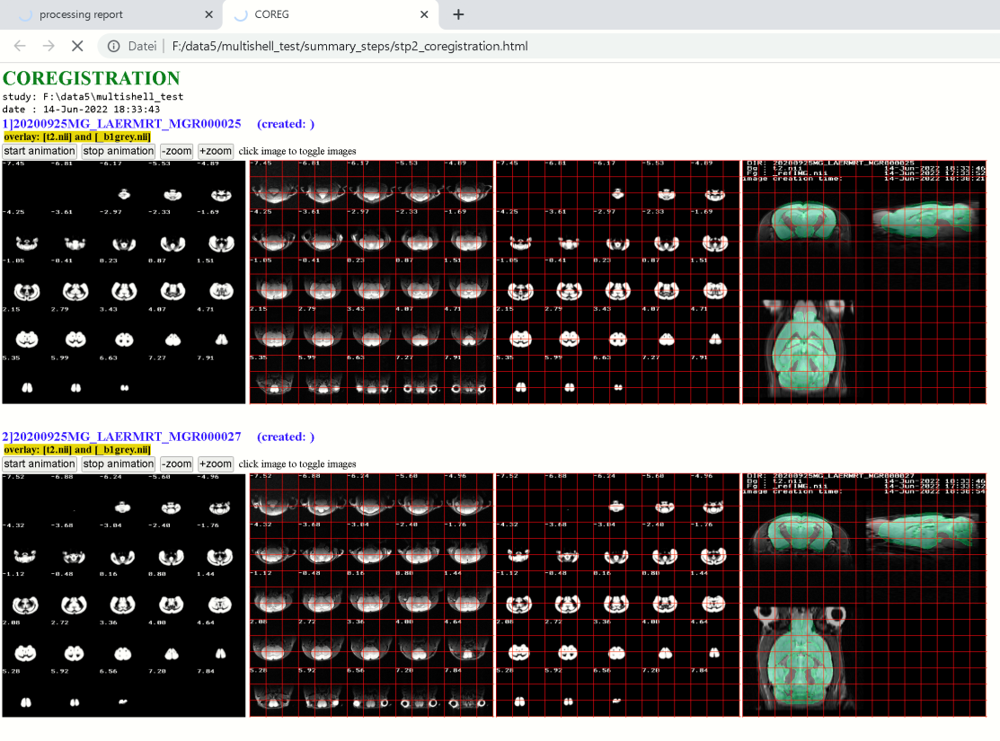 processing report
COREG
Datei
F:/data5/multishell_test/summary_steps/stp2_coregistration.html
COREGISTRATION
study: F:\data5\multishell_test
date : 14-Jun-2022 18:33:43
1]20200925MG_LAERMRT_MGR000025 (created: )
overlay: [t2.nii] and [_b1grey.nii]
start animation stop animation -zoom +zoom click image to toggle images
-7.45 -6.81 -6.17 -5.53 -4.89
-4.25 -3.61 -2.97 -2.33 -1.69
-1.05 -0.41 0.23 0.87 1.51
2.15 2.79 3.43 4.07 4.71
5.35 5.99 6.63 7.27 7.91
-7.45 -6.81 -6.17 -5.53 -4.89
-4.25 -3.61 -2.97 -2.33 -1.69
-1.05 -0.41 0.23 0.87 1.51
2.15 2.79 3.43 4.07 4.71
5.35 5.99 6.63 7.27 7.91
-7.45 -6.81 -6.17 -5.53 -4.89
-4.25 -3.61 -2.97 -2.33 -1.69
-1.05 -0.41 0.23 0.87 1.51
2.15 2.79 3.43 4.07 4.71
5.35 5.99 6.63 7.27 7.91
DIR: 20200925MG_LAERMRT_MGR000025
Bg : t2.nii 14-Jun-2022 18:33:46
Fg : _refIMG.nii 14-Jun-2022 17:33:52
image creation time: 14-Jun-2022 18:38:21
2]20200925MG_LAERMRT_MGR000027 (created: )
overlay: [t2.nii] and [_b1grey.nii]
start animation stop animation -zoom +zoom click image to toggle images
-7.52 -6.88 -6.24 -5.60 -4.96
-4.32 -3.68 -3.04 -2.40 -1.76
-1.12 -0.48 0.16 0.80 1.44
2.08 2.72 3.36 4.00 4.64
5.28 5.92 6.56 7.20 7.84
-7.52 -6.88 -6.24 -5.60 -4.96
-4.32 -3.68 -3.04 -2.40 -1.76
-1.12 -0.48 0.16 0.80 1.44
2.08 2.72 3.36 4.00 4.64
5.28 5.92 6.56 7.20 7.84
-7.52 -6.88 -6.24 -5.60 -4.96
-4.32 -3.68 -3.04 -2.40 -1.76
-1.12 -0.48 0.16 0.80 1.44
2.08 2.72 3.36 4.00 4.64
5.28 5.92 6.56 7.20 7.84
DIR: 20200925MG_LAERMRT_MGR000027
Bg : t2.nii 14-Jun-2022 18:33:46
Fg : _refIMG.nii 14-Jun-2022 17:33:52
image creation time: 14-Jun-2022 18:38:54